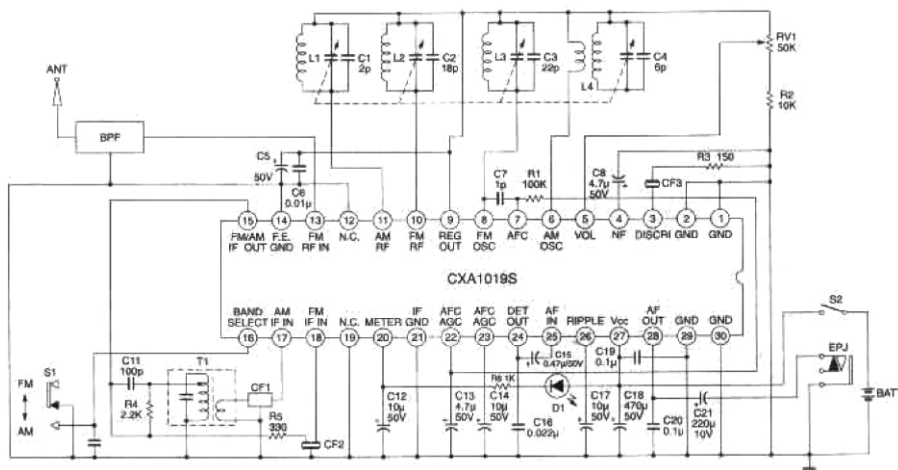 ANT
BPF
L1
C1
2p
L2
C2
18p
L3
C3
22p
L4
C4
6p
RV1
50K
R2
10K
C5
50V
C6
0.01µ
C7
1p
R1
100K
C8
4.7µ
50V
R3 150
CF3
15 14 13 12 11 10 9 8 7 6 5 4 3 2 1
FM/AM IF OUT
F.E. GND
FM RF IN
N.C.
AM RF
FM RF
REG OUT
FM OSC
AFC
AM OSC
VOL
NF
DISCRI
GND
GND
CXA1019S
BAND SELECT
AM IF IN
FM IF IN
N.C.
METER
IF GND
AFC AGC
AFC AGC
DET OUT
AF IN
RIPPLE
Vcc
AF OUT
GND
GND
16 17 18 19 20 21 22 23 24 25 26 27 28 29 30
S1
FM
AM
C11
100p
R4
2.2K
T1
CF1
R5
330
CF2
C12
10µ
50V
C13
4.7µ
50V
C14
10µ
50V
C15
0.47µ/50V
R6 1K
C16
0.022µ
D1
C17
10µ
50V
C18
470µ
50V
C19
0.1µ
C20
0.1µ
C21
220µ
10V
S2
EPJ
BATT